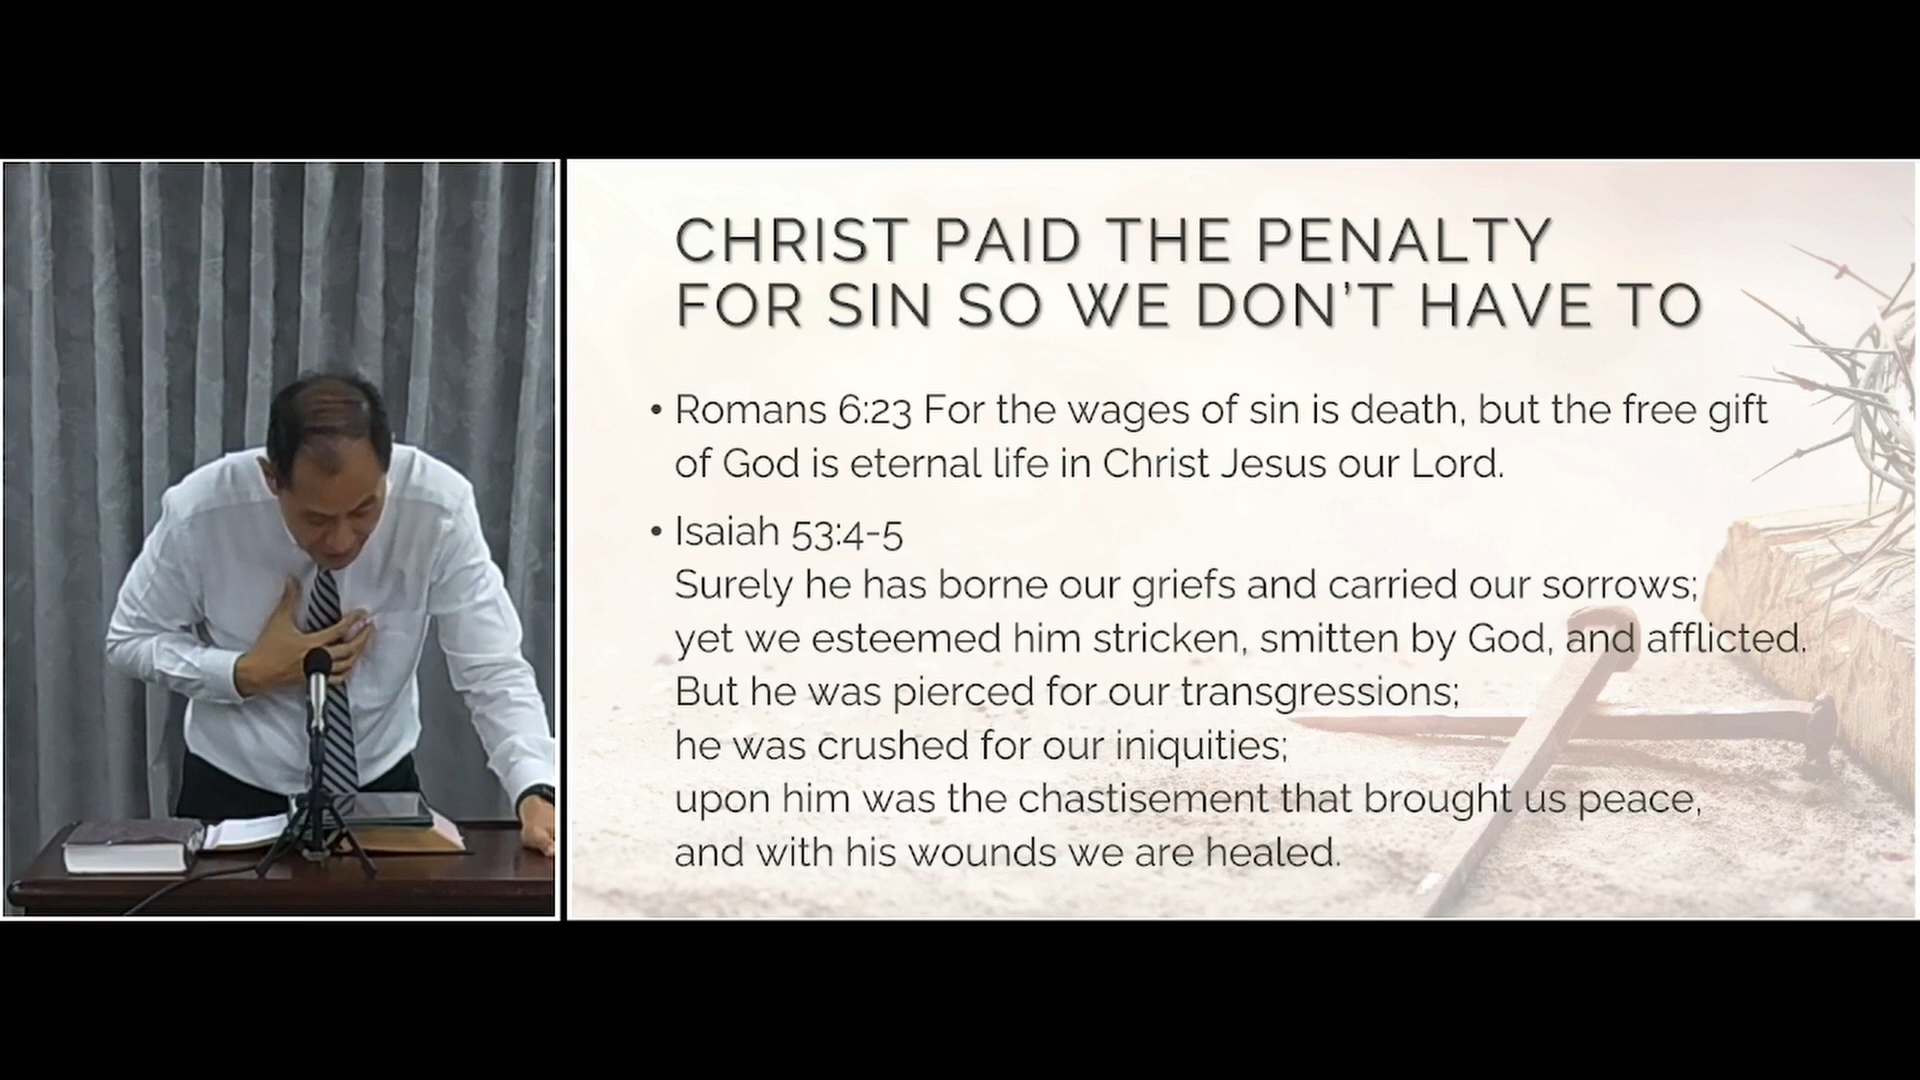 CHRIST PAID THE PENALTY
FOR SIN SO WE DON'T HAVE TO
• Romans 6:23 For the wages of sin is death, but the free gift
of God is eternal life in Christ Jesus our Lord.
• Isaiah 53:4-5
Surely he has borne our griefs and carried our sorrows;
yet we esteemed him stricken, smitten by God, and afflicted.
But he was pierced for our transgressions;
he was crushed for our iniquities;
upon him was the chastisement that brought us peace,
and with his wounds we are healed.